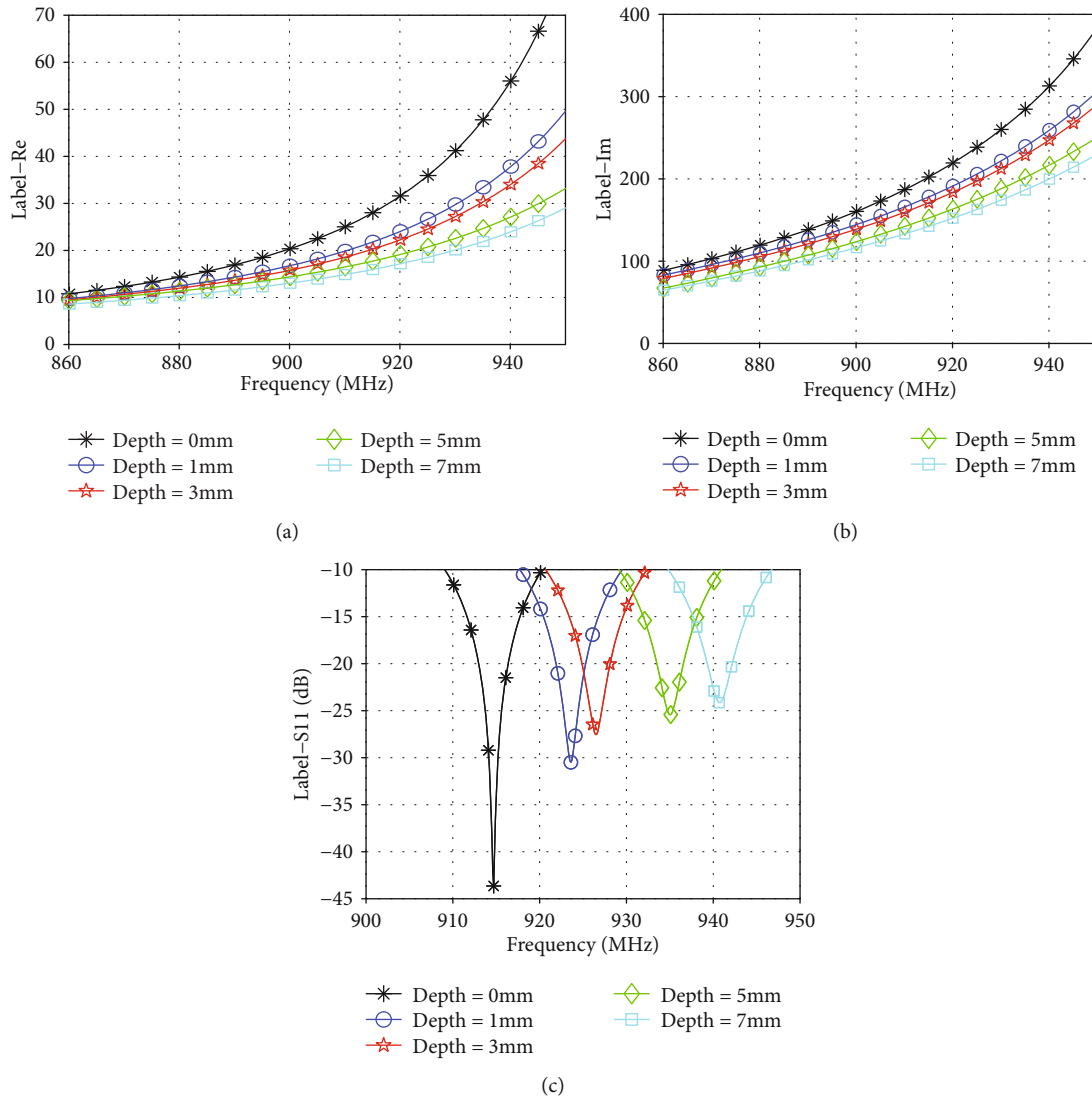 70
60
50
40
30
20
10
0
Label–Re
860 880 900 920 940
Frequency (MHz)
Depth = 0mm
Depth = 1mm
Depth = 3mm
Depth = 5mm
Depth = 7mm
(a)
400
300
200
100
0
Label–Im
860 880 900 920 940
Frequency (MHz)
Depth = 0mm
Depth = 1mm
Depth = 3mm
Depth = 5mm
Depth = 7mm
(b)
−10
−15
−20
−25
−30
−35
−40
−45
Label–S11 (dB)
900 910 920 930 940 950
Frequency (MHz)
Depth = 0mm
Depth = 1mm
Depth = 3mm
Depth = 5mm
Depth = 7mm
(c)